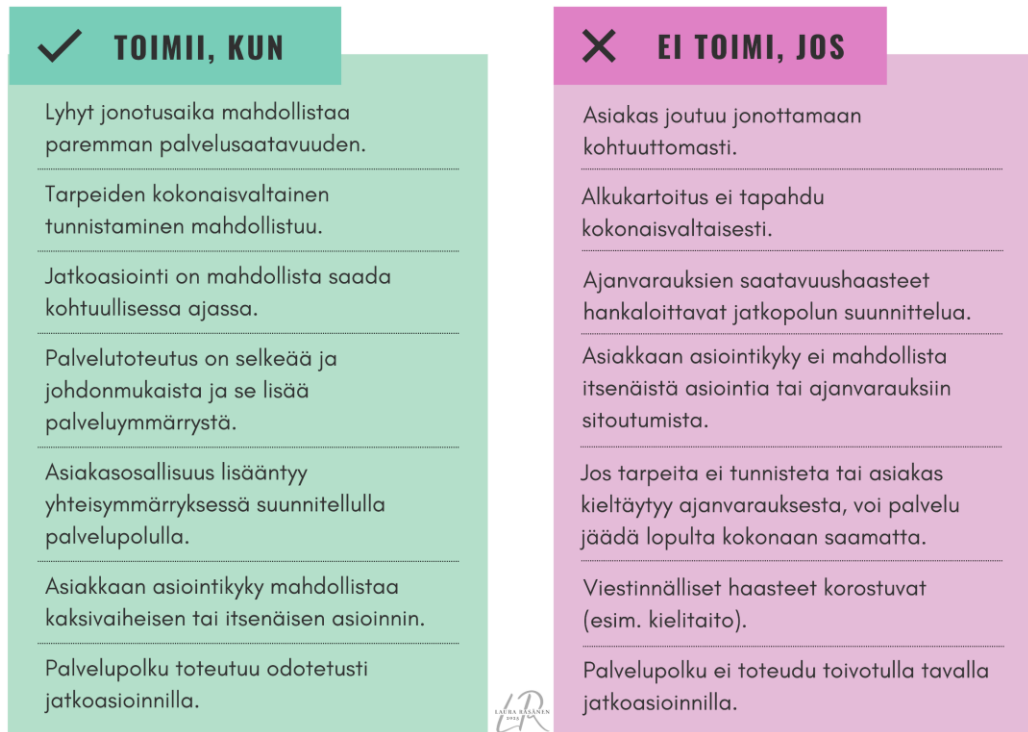 TOIMII, KUN
Lyhyt jonotusaika mahdollistaa
paremman palvelusaatavuuden.
Tarpeiden kokonaisvaltainen
tunnistaminen mahdollistuu.
Jatkoasiointi on mahdollista saada
kohtuullisessa ajassa.
Palvelutoteutus on selkeää ja
johdonmukaista ja se lisää
palveluymmärrystä.
Asiakasosallisuus lisääntyy
yhteisymmärryksessä suunnitellulla
palvelupolulla.
Asiakkaan asiointikyky mahdollistaa
kaksivaiheisen tai itsenäisen asioinnin.
Palvelupolku toteutuu odotetusti
jatkoasioinnilla.
EI TOIMI, JOS
Asiakas joutuu jonottamaan
kohtuuttomasti.
Alkukartoitus ei tapahdu
kokonaisvaltaisesti.
Ajanvarauksien saatavuushaasteet
hankaloittavat jatkopolun suunnittelua.
Asiakkaan asiointikyky ei mahdollista
itsenäistä asiointia tai ajanvarauksiin
sitoutumista.
Jos tarpeita ei tunnisteta tai asiakas
kieltäytyy ajanvarauksesta, voi palvelu
jäädä lopulta kokonaan saamatta.
Viestinnälliset haasteet korostuvat
(esim. kielitaito).
Palvelupolku ei toteudu toivotulla tavalla
jatkoasioinnilla.
LR
LAURA RÄSÄNEN
2023